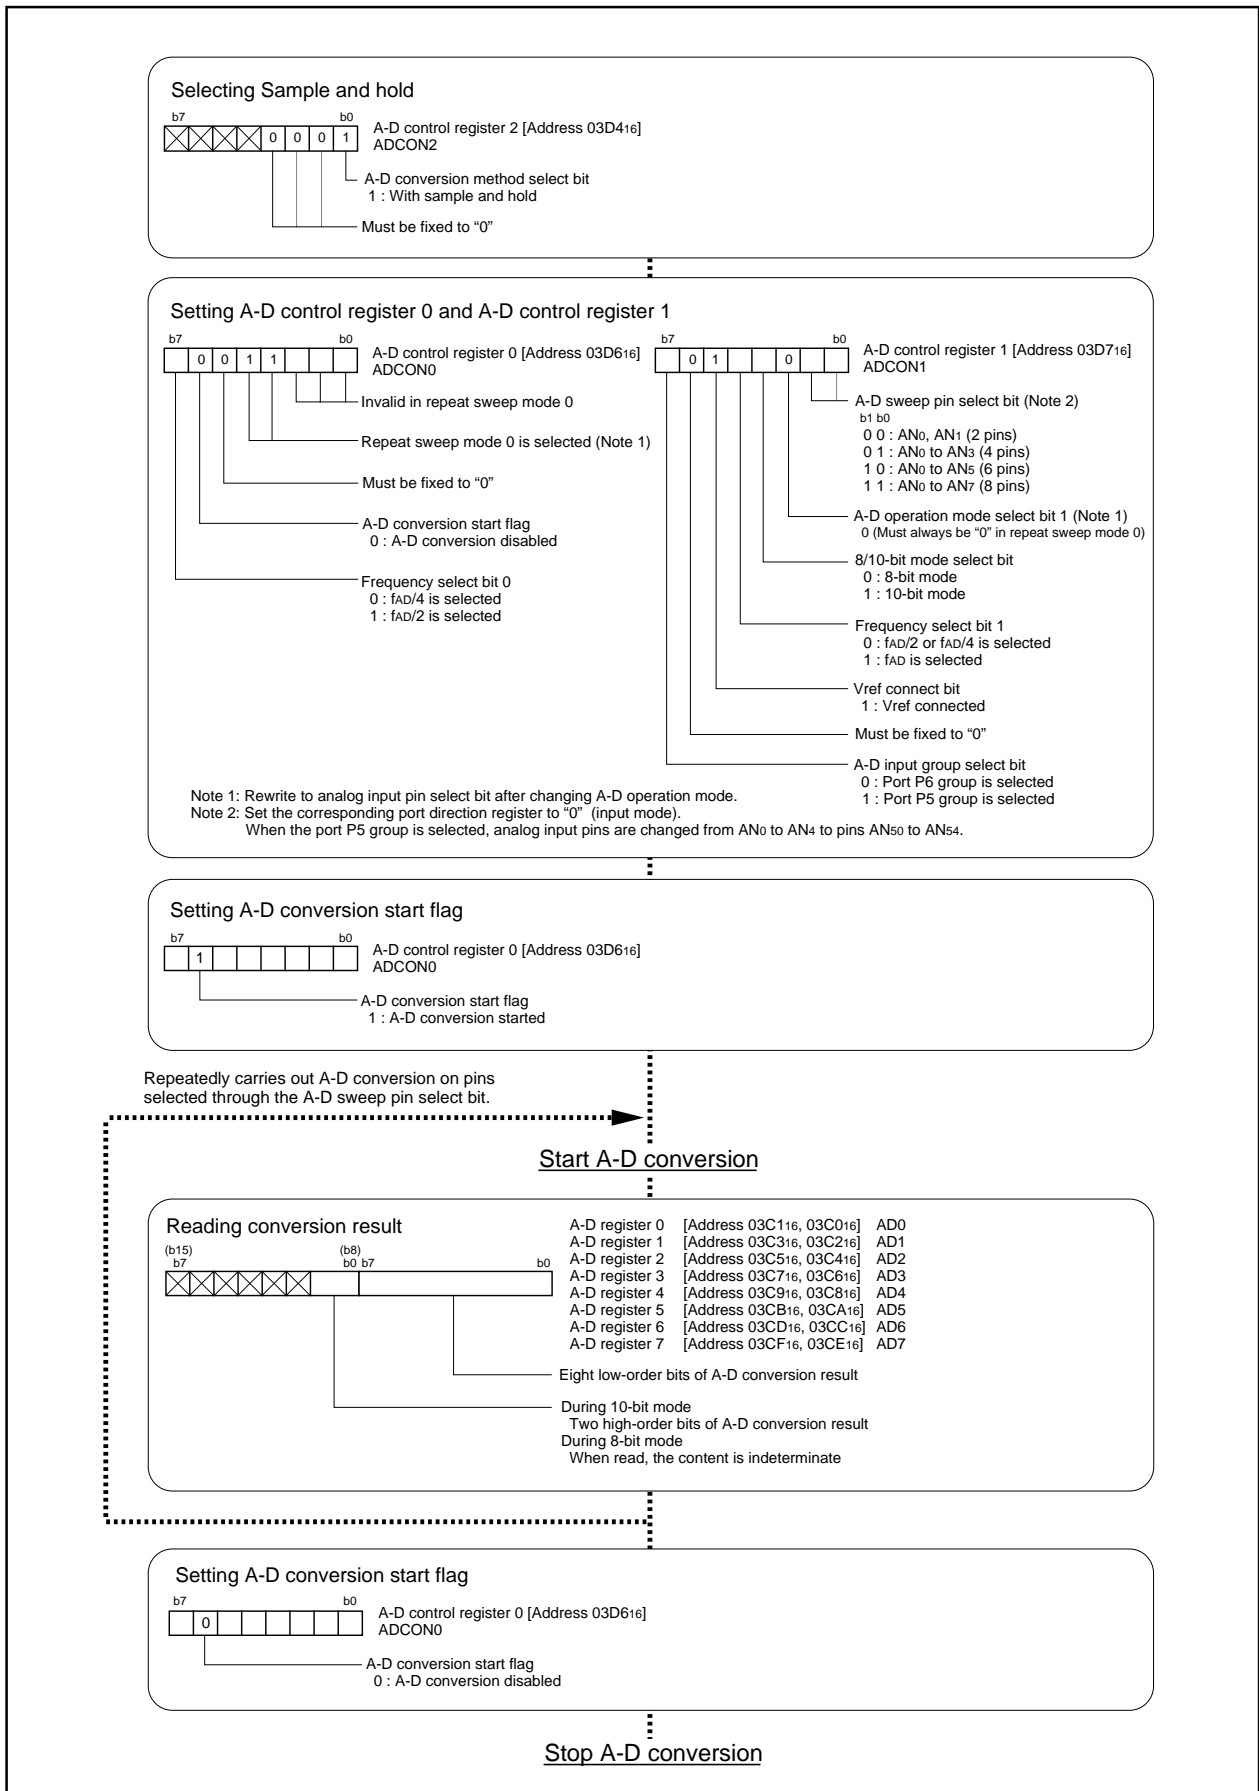 Selecting Sample and hold
b7 b0
0 0 0 1
A-D control register 2 [Address 03D416]
ADCON2
A-D conversion method select bit
1 : With sample and hold
Must be fixed to “0”
Setting A-D control register 0 and A-D control register 1
b7 b0
0 0 1 1
A-D control register 0 [Address 03D616]
ADCON0
Invalid in repeat sweep mode 0
Repeat sweep mode 0 is selected (Note 1)
Must be fixed to “0”
A-D conversion start flag
0 : A-D conversion disabled
Frequency select bit 0
0 : fAD/4 is selected
1 : fAD/2 is selected
b7 b0
0 1 0
A-D control register 1 [Address 03D716]
ADCON1
A-D sweep pin select bit (Note 2)
b1 b0
0 0 : AN0, AN1 (2 pins)
0 1 : AN0 to AN3 (4 pins)
1 0 : AN0 to AN5 (6 pins)
1 1 : AN0 to AN7 (8 pins)
A-D operation mode select bit 1 (Note 1)
0 (Must always be “0” in repeat sweep mode 0)
8/10-bit mode select bit
0 : 8-bit mode
1 : 10-bit mode
Frequency select bit 1
0 : fAD/2 or fAD/4 is selected
1 : fAD is selected
Vref connect bit
1 : Vref connected
Must be fixed to “0”
A-D input group select bit
0 : Port P6 group is selected
1 : Port P5 group is selected
Note 1: Rewrite to analog input pin select bit after changing A-D operation mode.
Note 2: Set the corresponding port direction register to “0” (input mode).
When the port P5 group is selected, analog input pins are changed from AN0 to AN4 to pins AN50 to AN54.
Setting A-D conversion start flag
b7 b0
1
A-D control register 0 [Address 03D616]
ADCON0
A-D conversion start flag
1 : A-D conversion started
Repeatedly carries out A-D conversion on pins
selected through the A-D sweep pin select bit.
Start A-D conversion
Reading conversion result
(b15) (b8)
b7 b0 b7 b0
A-D register 0 [Address 03C116, 03C016] AD0
A-D register 1 [Address 03C316, 03C216] AD1
A-D register 2 [Address 03C516, 03C416] AD2
A-D register 3 [Address 03C716, 03C616] AD3
A-D register 4 [Address 03C916, 03C816] AD4
A-D register 5 [Address 03CB16, 03CA16] AD5
A-D register 6 [Address 03CD16, 03CC16] AD6
A-D register 7 [Address 03CF16, 03CE16] AD7
Eight low-order bits of A-D conversion result
During 10-bit mode
Two high-order bits of A-D conversion result
During 8-bit mode
When read, the content is indeterminate
Setting A-D conversion start flag
b7 b0
0
A-D control register 0 [Address 03D616]
ADCON0
A-D conversion start flag
0 : A-D conversion disabled
Stop A-D conversion